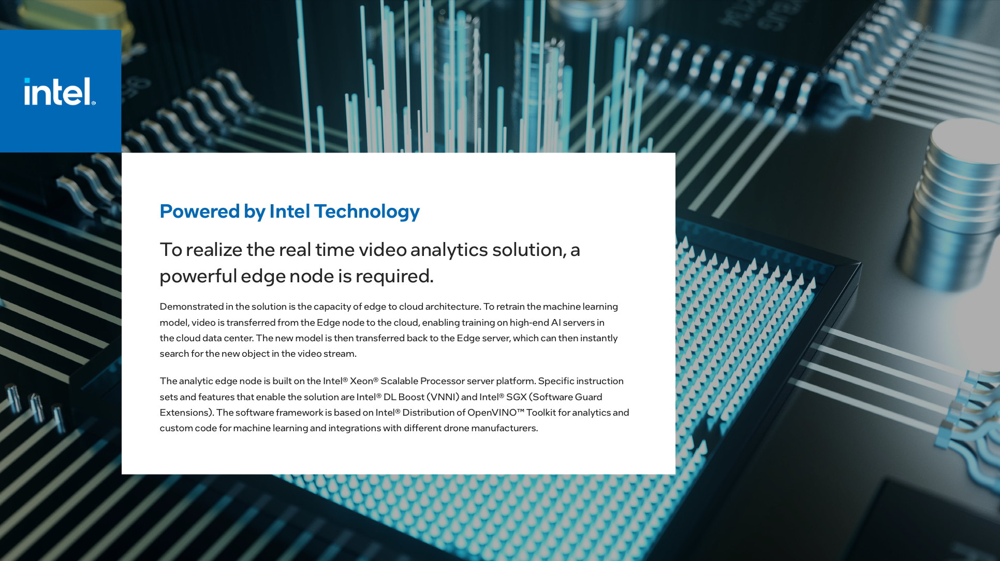 intel®
Powered by Intel Technology
To realize the real time video analytics solution, a
powerful edge node is required.
Demonstrated in the solution is the capacity of edge to cloud architecture. To retrain the machine learning
model, video is transferred from the Edge node to the cloud, enabling training on high-end AI servers in
the cloud data center. The new model is then transferred back to the Edge server, which can then instantly
search for the new object in the video stream.
The analytic edge node is built on the Intel® Xeon® Scalable Processor server platform. Specific instruction
sets and features that enable the solution are Intel® DL Boost (VNNI) and Intel® SGX (Software Guard
Extensions). The software framework is based on Intel® Distribution of OpenVINO™ Toolkit for analytics and
custom code for machine learning and integrations with different drone manufacturers.